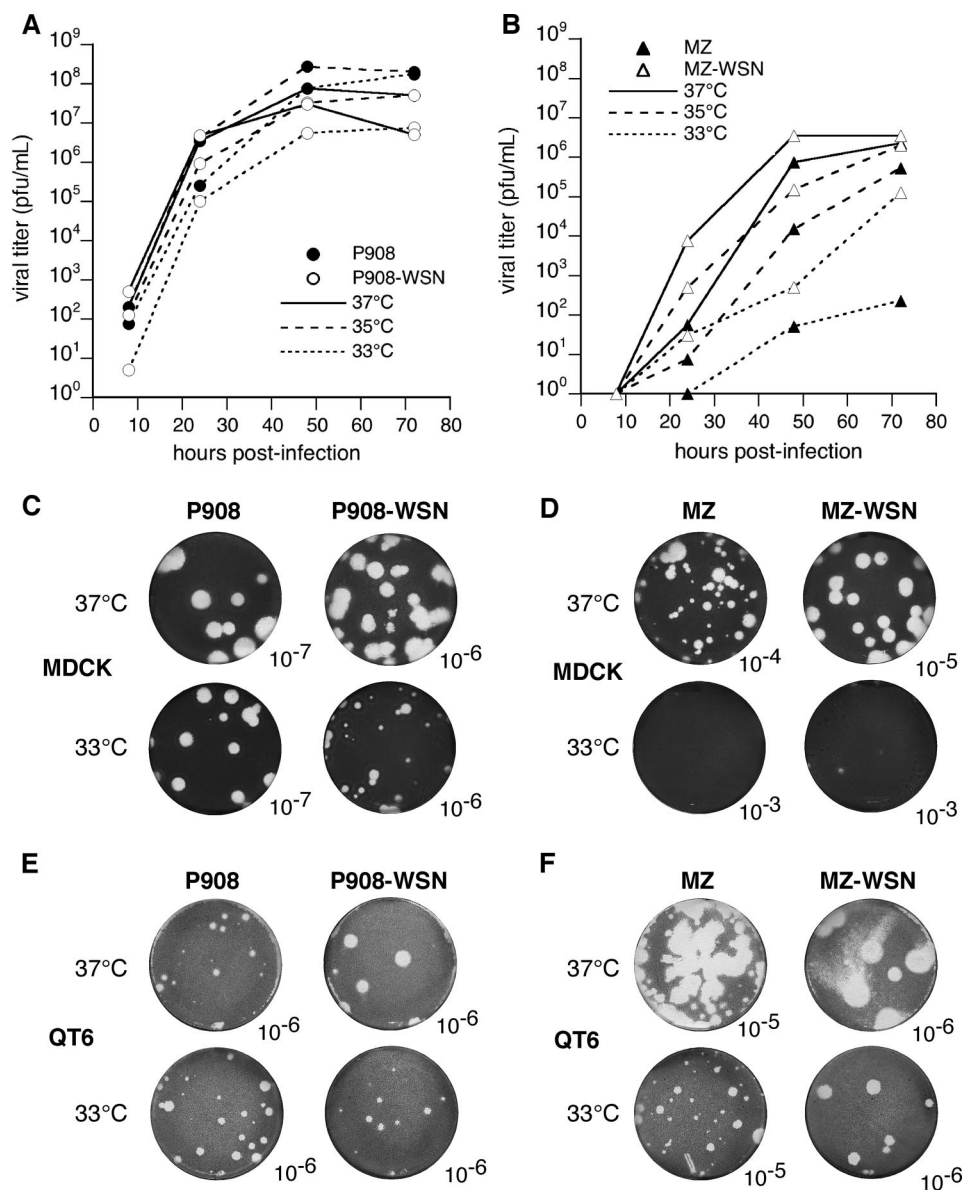 A
10⁹
10⁸
10⁷
10⁶
10⁵
10⁴
10³
10²
10¹
10⁰
viral titer (pfu/mL)
P908
P908-WSN
37°C
35°C
33°C
0 10 20 30 40 50 60 70 80
hours post-infection
B
10⁹
10⁸
10⁷
10⁶
10⁵
10⁴
10³
10²
10¹
10⁰
viral titer (pfu/mL)
MZ
MZ-WSN
37°C
35°C
33°C
0 10 20 30 40 50 60 70 80
hours post-infection
C
P908 P908-WSN
37°C
10⁻⁷ 10⁻⁶
MDCK
33°C
10⁻⁷ 10⁻⁶
D
MZ MZ-WSN
37°C
10⁻⁴ 10⁻⁵
MDCK
33°C
10⁻³ 10⁻³
E
P908 P908-WSN
37°C
10⁻⁶ 10⁻⁶
QT6
33°C
10⁻⁶ 10⁻⁶
F
MZ MZ-WSN
37°C
10⁻⁵ 10⁻⁶
QT6
33°C
10⁻⁵ 10⁻⁶